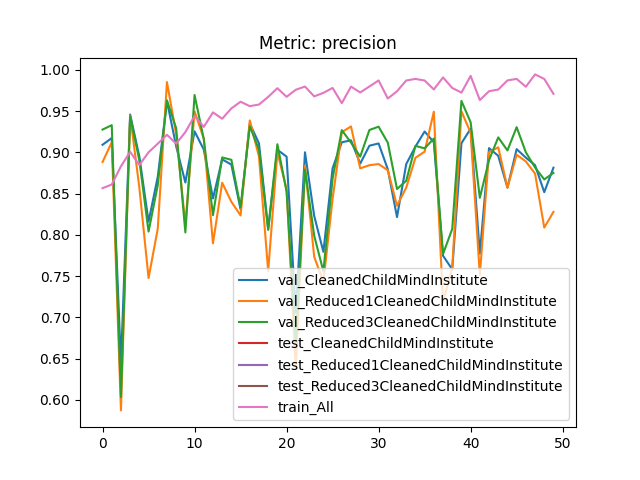 Metric: precision
1.00
0.95
0.90
0.85
0.80
0.75
0.70
0.65
0.60
val_CleanedChildMindInstitute
val_Reduced1CleanedChildMindInstitute
val_Reduced3CleanedChildMindInstitute
test_CleanedChildMindInstitute
test_Reduced1CleanedChildMindInstitute
test_Reduced3CleanedChildMindInstitute
train_All
0 10 20 30 40 50